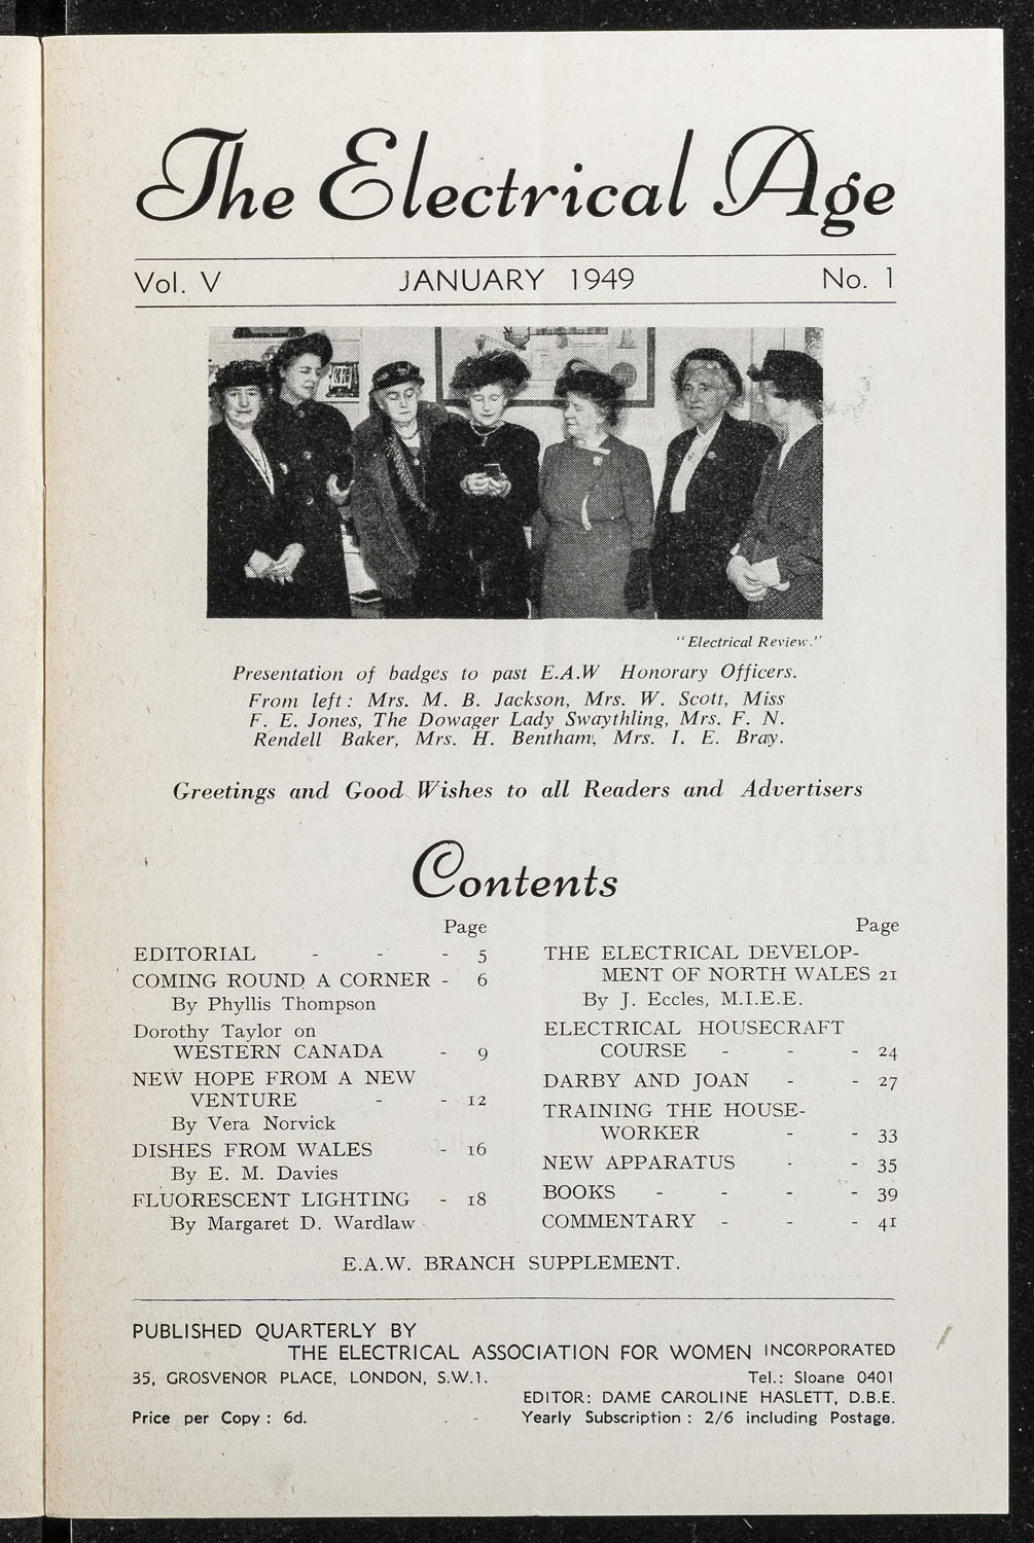 The Electrical Age
Vol. V JANUARY 1949 No. 1
"Electrical Review."
Presentation of badges to past E.A.W Honorary Officers.
From left: Mrs. M. B. Jackson, Mrs. W. Scott, Miss
F. E. Jones, The Dowager Lady Swaythling, Mrs. F. N.
Rendell Baker, Mrs. H. Bentham, Mrs. I. E. Bray.
Greetings and Good Wishes to all Readers and Advertisers
Contents
Page
EDITORIAL - - - 5
COMING ROUND A CORNER - 6
By Phyllis Thompson
Dorothy Taylor on
WESTERN CANADA - 9
NEW HOPE FROM A NEW
VENTURE - - 12
By Vera Norvick
DISHES FROM WALES - 16
By E. M. Davies
FLUORESCENT LIGHTING - 18
By Margaret D. Wardlaw
Page
THE ELECTRICAL DEVELOP-
MENT OF NORTH WALES 21
By J. Eccles, M.I.E.E.
ELECTRICAL HOUSECRAFT
COURSE - - - 24
DARBY AND JOAN - - 27
TRAINING THE HOUSE-
WORKER - - 33
NEW APPARATUS - - 35
BOOKS - - - - 39
COMMENTARY - - - 41
E.A.W. BRANCH SUPPLEMENT.
PUBLISHED QUARTERLY BY
THE ELECTRICAL ASSOCIATION FOR WOMEN INCORPORATED
35, GROSVENOR PLACE, LONDON, S.W.1. Tel.: Sloane 0401
EDITOR: DAME CAROLINE HASLETT, D.B.E.
Price per Copy: 6d. Yearly Subscription: 2/6 including Postage.